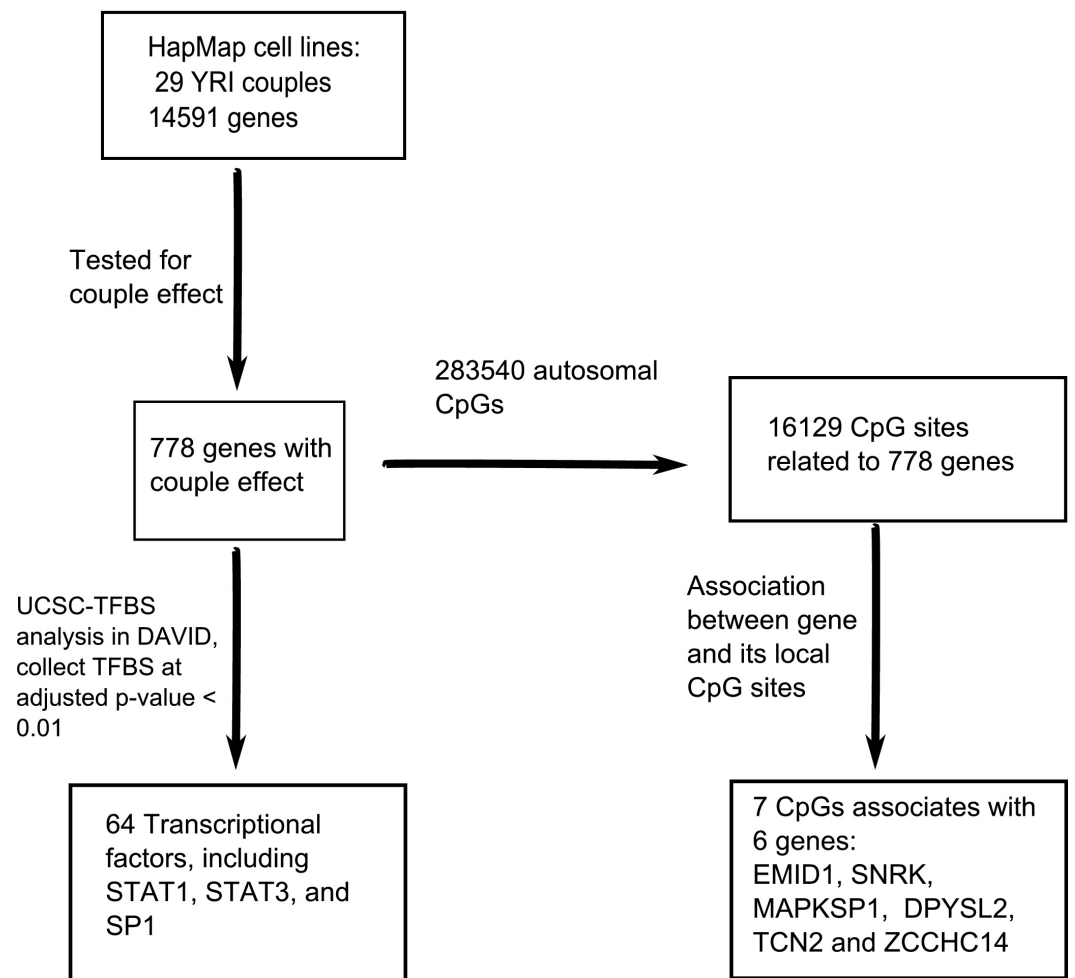 HapMap cell lines:
29 YRI couples
14591 genes
Tested for
couple effect
778 genes with
couple effect
283540 autosomal
CpGs
16129 CpG sites
related to 778 genes
UCSC-TFBS
analysis in DAVID,
collect TFBS at
adjusted p-value <
0.01
Association
between gene
and its local
CpG sites
64 Transcriptional
factors, including
STAT1, STAT3, and
SP1
7 CpGs associates with
6 genes:
EMID1, SNRK,
MAPKSP1, DPYSL2,
TCN2 and ZCCHC14